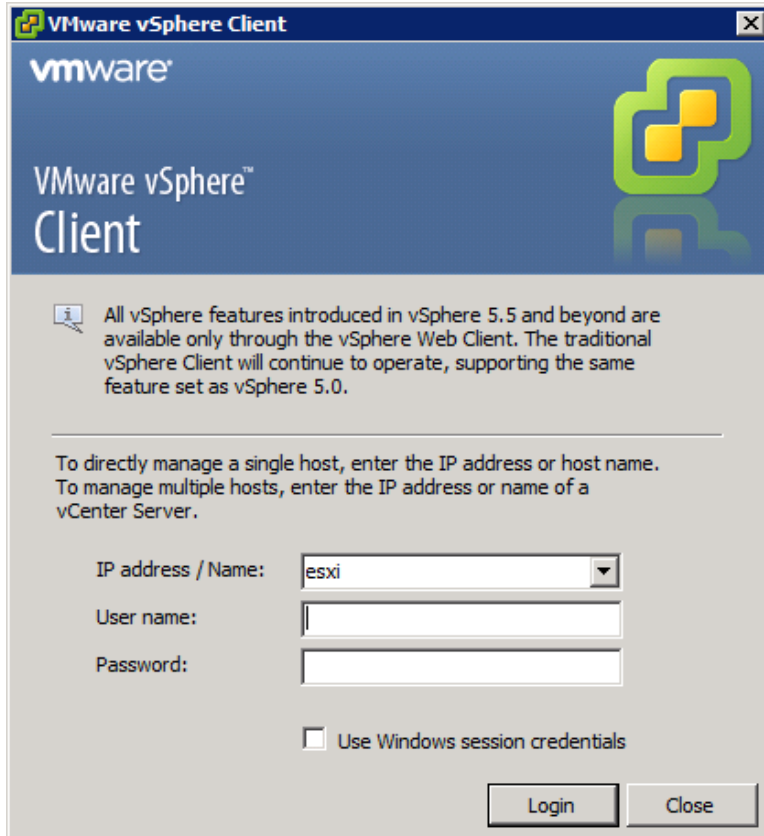 VMware vSphere Client
vmware®
VMware vSphere™
Client
All vSphere features introduced in vSphere 5.5 and beyond are
available only through the vSphere Web Client. The traditional
vSphere Client will continue to operate, supporting the same
feature set as vSphere 5.0.
To directly manage a single host, enter the IP address or host name.
To manage multiple hosts, enter the IP address or name of a
vCenter Server.
IP address / Name: esxi
User name:
Password:
Use Windows session credentials
Login Close